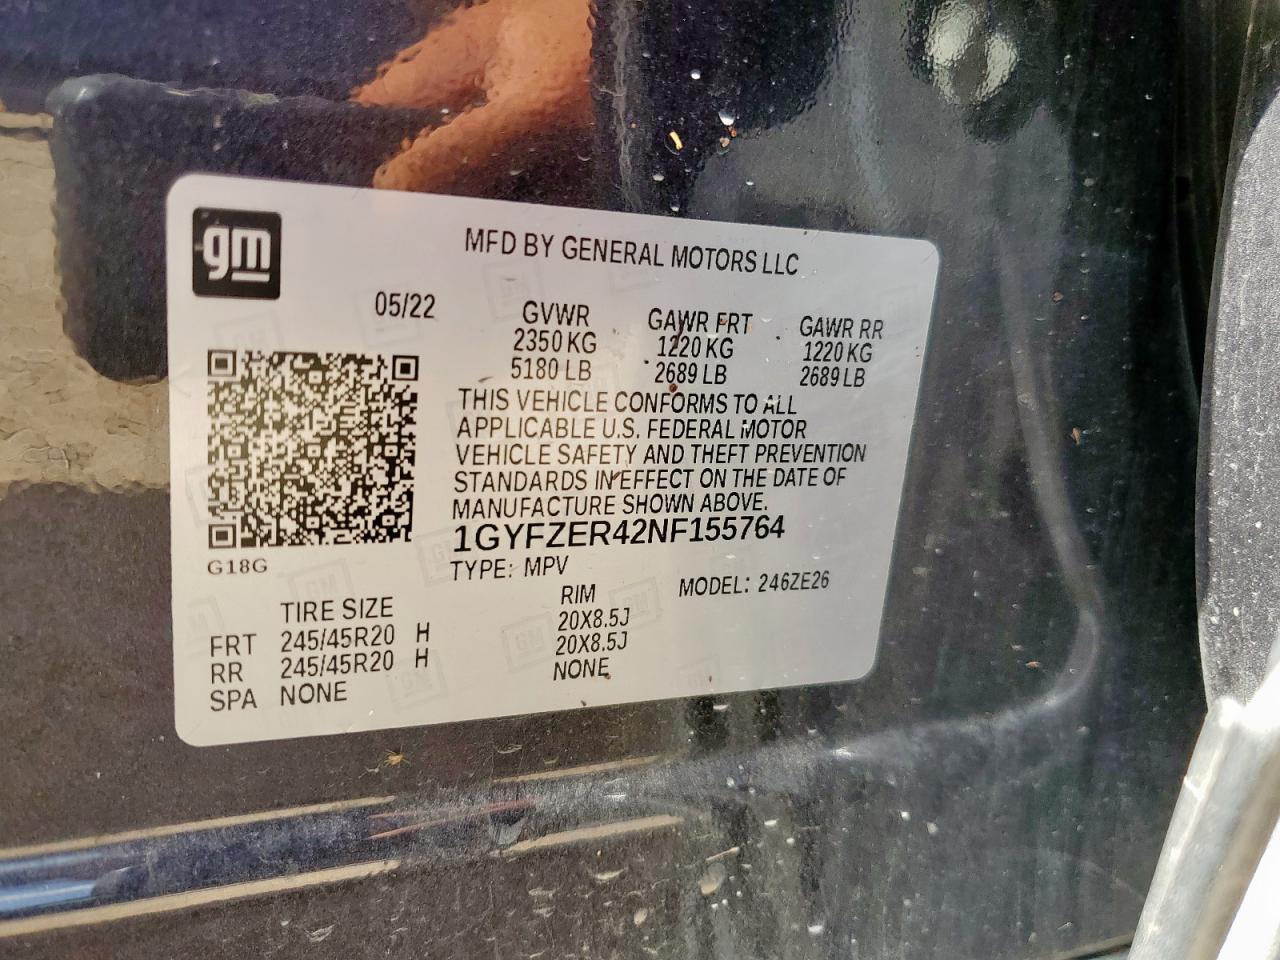 gm
MFD BY GENERAL MOTORS LLC
05/22 GVWR GAWR FRT GAWR RR
2350 KG 1220 KG 1220 KG
5180 LB 2689 LB 2689 LB
THIS VEHICLE CONFORMS TO ALL
APPLICABLE U.S. FEDERAL MOTOR
VEHICLE SAFETY AND THEFT PREVENTION
STANDARDS IN EFFECT ON THE DATE OF
MANUFACTURE SHOWN ABOVE.
1GYFZER42NF155764
G18G
TYPE: MPV MODEL: 246ZE26
TIRE SIZE RIM
FRT 245/45R20 H 20X8.5J
RR 245/45R20 H 20X8.5J
SPA NONE NONE